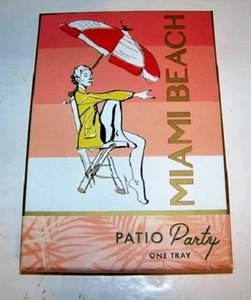 MIAMI BEACH
PATIO Party
ONE TRAY